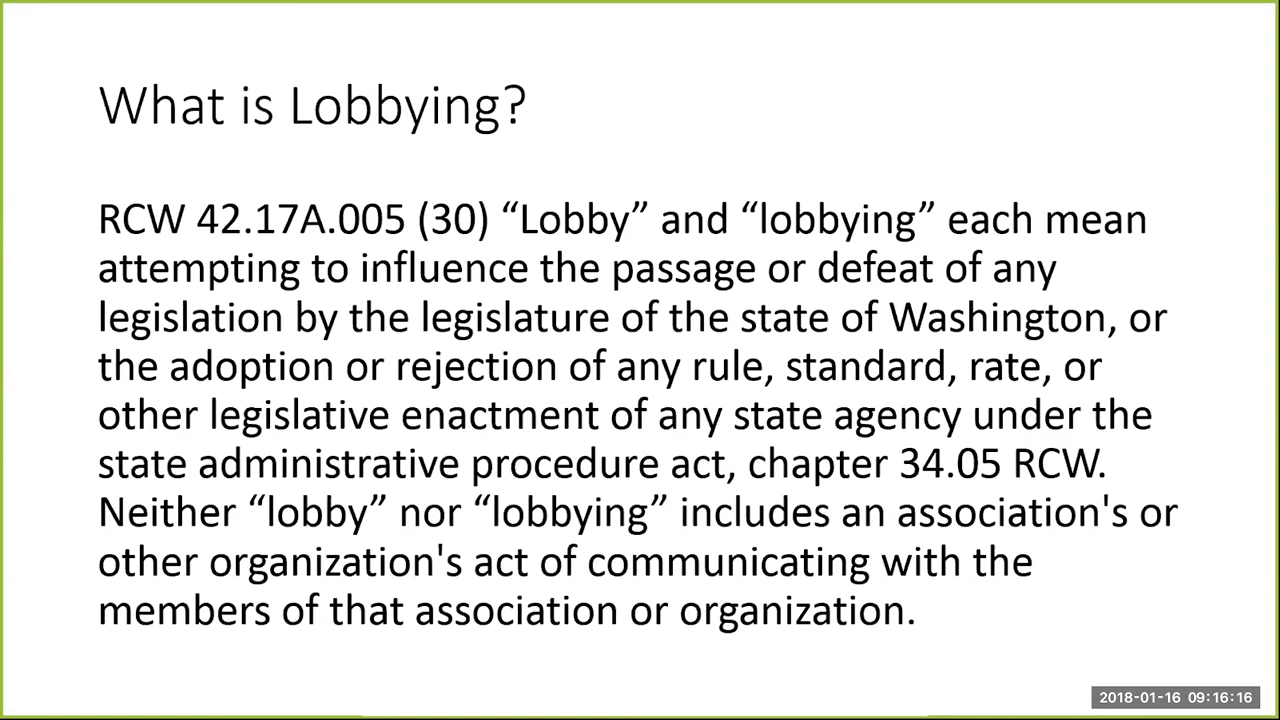 What is Lobbying?
RCW 42.17A.005 (30) “Lobby” and “lobbying” each mean
attempting to influence the passage or defeat of any
legislation by the legislature of the state of Washington, or
the adoption or rejection of any rule, standard, rate, or
other legislative enactment of any state agency under the
state administrative procedure act, chapter 34.05 RCW.
Neither “lobby” nor “lobbying” includes an association's or
other organization's act of communicating with the
members of that association or organization.
2018-01-16 09:16:16